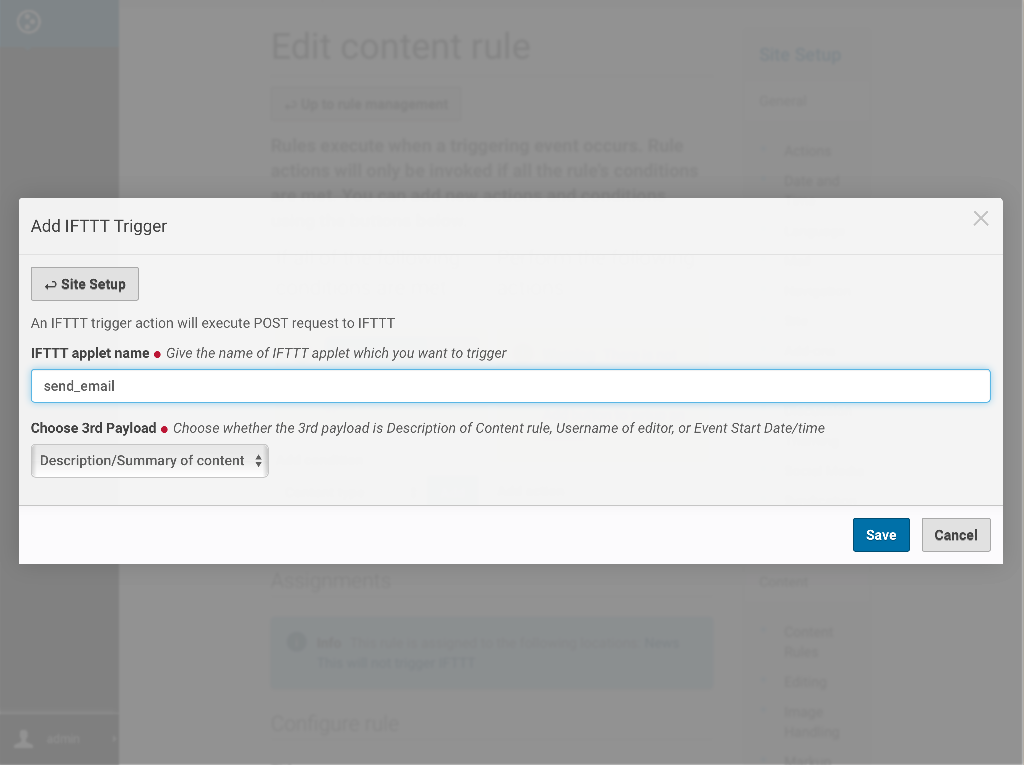 Edit content rule
Site Setup
General
↩ Up to rule management
Rules execute when a triggering event occurs. Rule
actions will only be invoked if all the rule's conditions
are met. You can add new actions and conditions
Actions
Date and
Add IFTTT Trigger
↩ Site Setup
An IFTTT trigger action will execute POST request to IFTTT
IFTTT applet name • Give the name of IFTTT applet which you want to trigger
send_email
Choose 3rd Payload • Choose whether the 3rd payload is Description of Content rule, Username of editor, or Event Start Date/time
Description/Summary of content
Save
Cancel
Assignments
Content
Info This rule is assigned to the following locations: News
This will not trigger IFTTT
Content
Rules
Editing
Image
Handling
Markup
Configure rule
admin